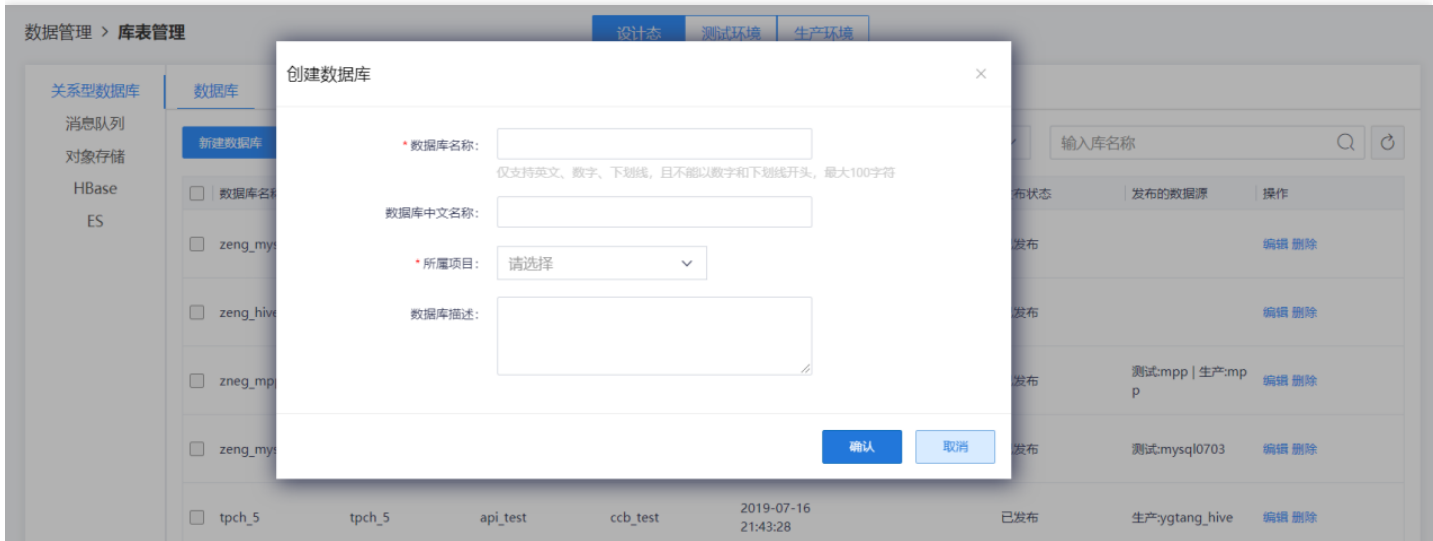 数据管理 > 库表管理
设计态 测试环境 生产环境
关系型数据库
消息队列
对象存储
HBase
ES
数据库
新建数据库
输入库名称
创建数据库
* 数据库名称:
仅支持英文、数字、下划线，且不能以数字和下划线开头，最大100字符
数据库中文名称:
* 所属项目: 请选择
数据库描述:
确认 取消
数据库名 布状态 发布的数据源 操作
zeng_mys 发布 编辑 删除
zeng_hive 发布 编辑 删除
zneg_mp 发布 测试:mpp | 生产:mp
p 编辑 删除
zeng_mys 发布 测试:mysql0703 编辑 删除
tpch_5 tpch_5 api_test ccb_test 2019-07-16
21:43:28 已发布 生产:ygtang_hive 编辑 删除